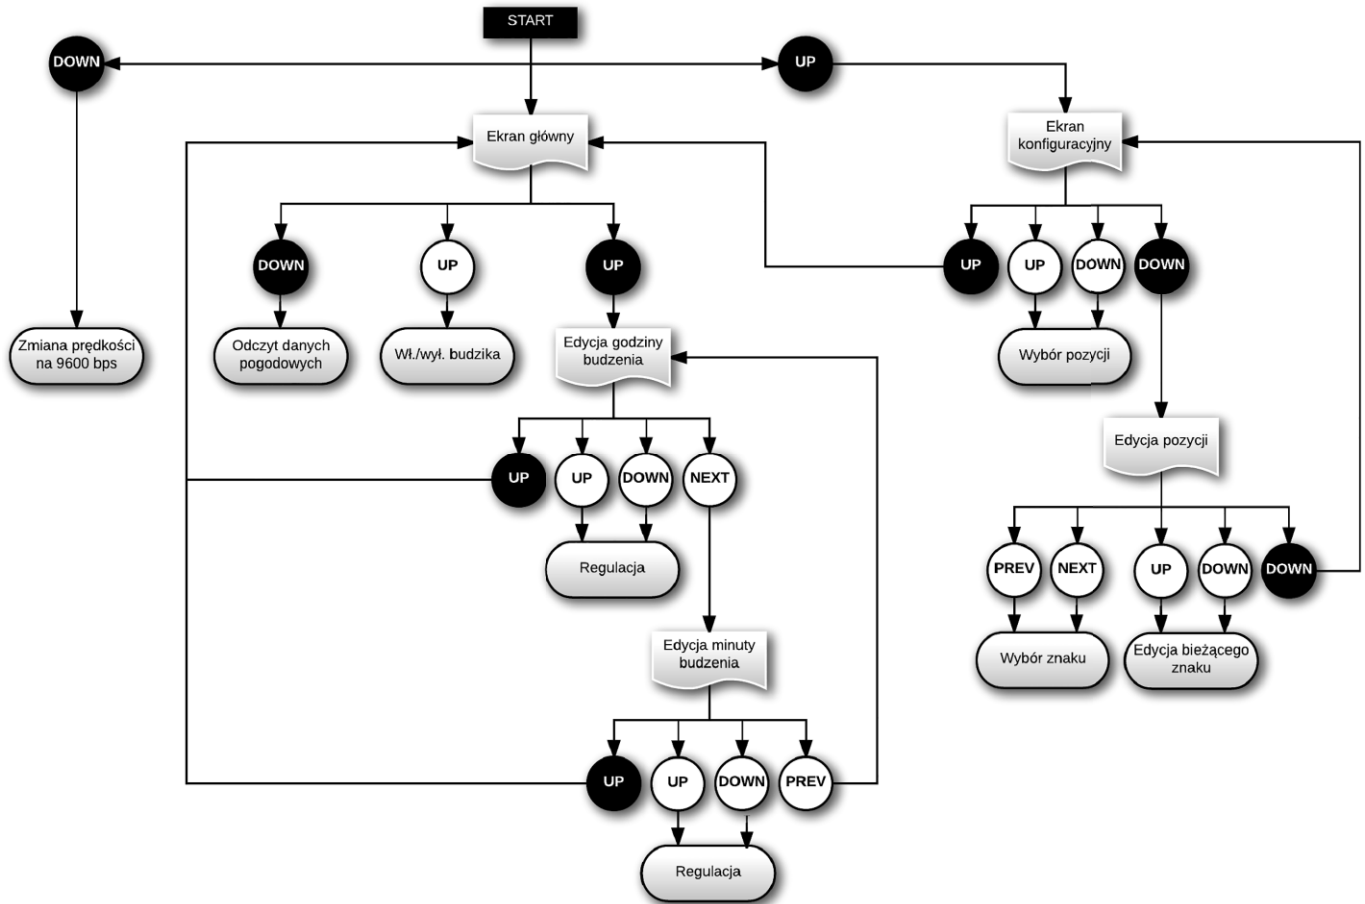 START
DOWN
UP
Ekran główny
Ekran
konfiguracyjny
DOWN
UP
UP
UP
UP
DOWN
DOWN
Zmiana prędkości
na 9600 bps
Odczyt danych
pogodowych
Wł./wył. budzika
Edycja godziny
budzenia
Wybór pozycji
Edycja pozycji
UP
UP
DOWN
NEXT
Regulacja
PREV
NEXT
UP
DOWN
DOWN
Edycja minuty
budzenia
Wybór znaku
Edycja bieżącego
znaku
UP
UP
DOWN
PREV
Regulacja